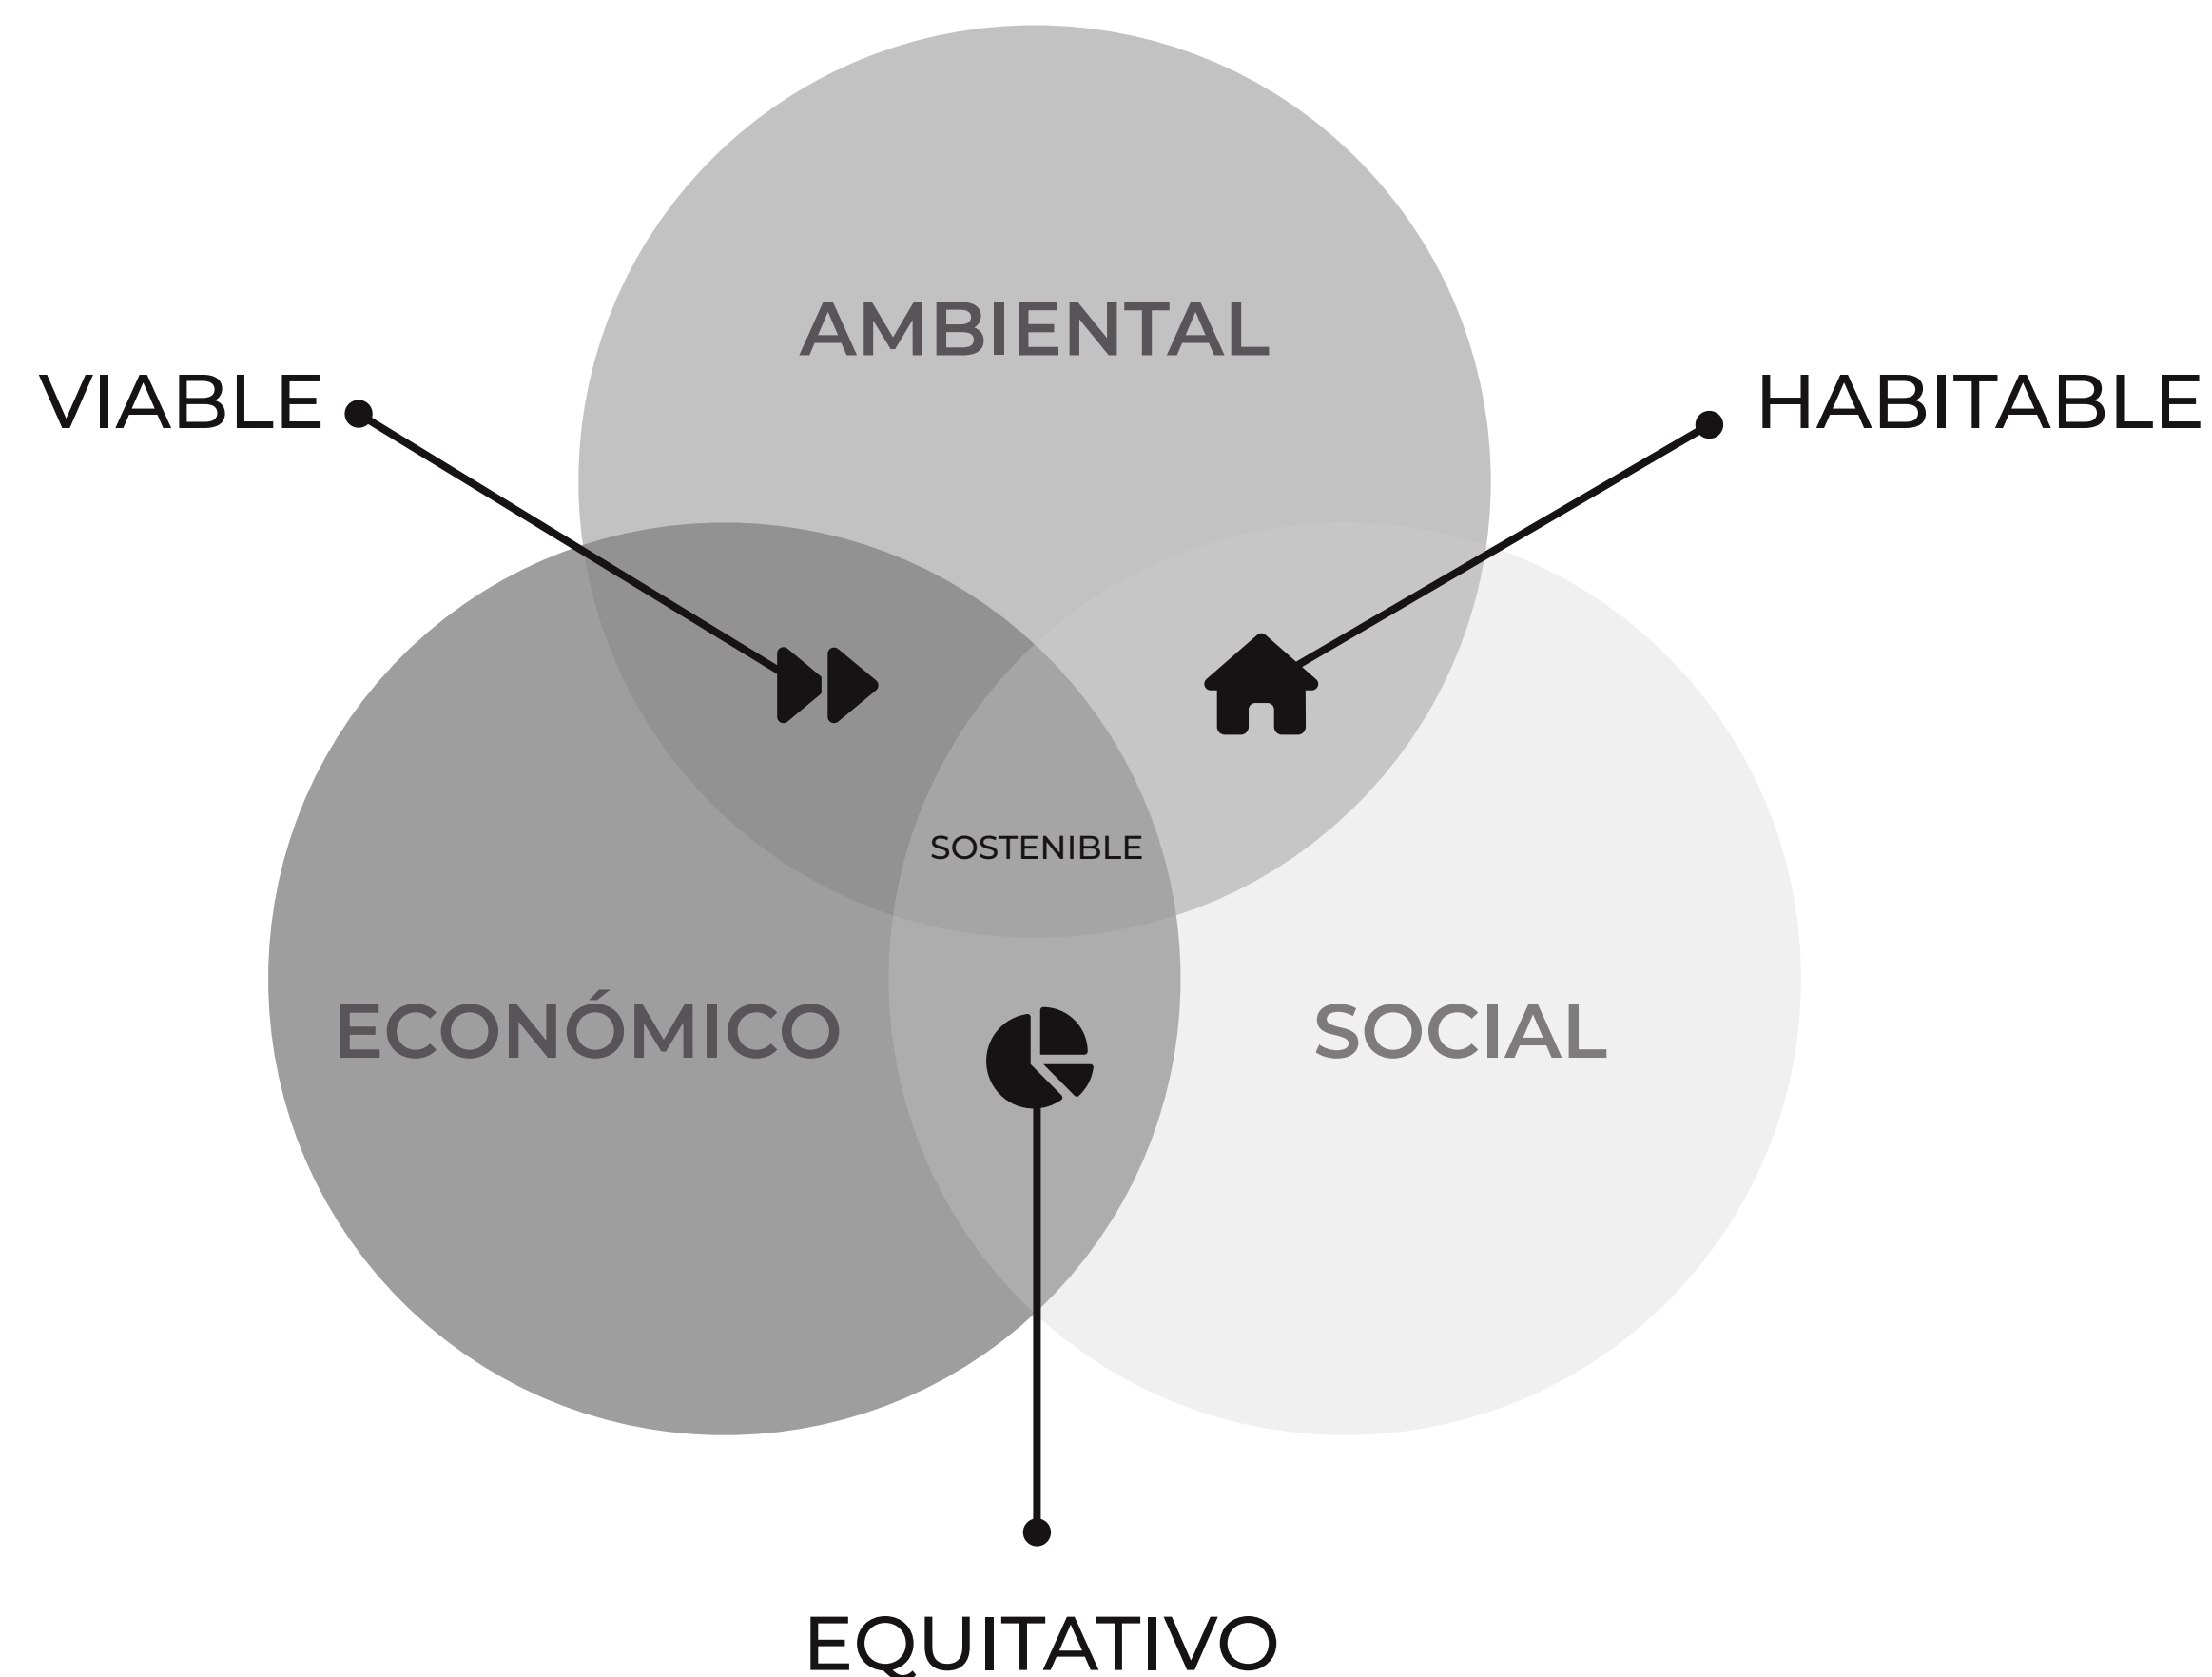 AMBIENTAL
VIABLE
HABITABLE
SOSTENIBLE
ECONÓMICO
SOCIAL
EQUITATIVO